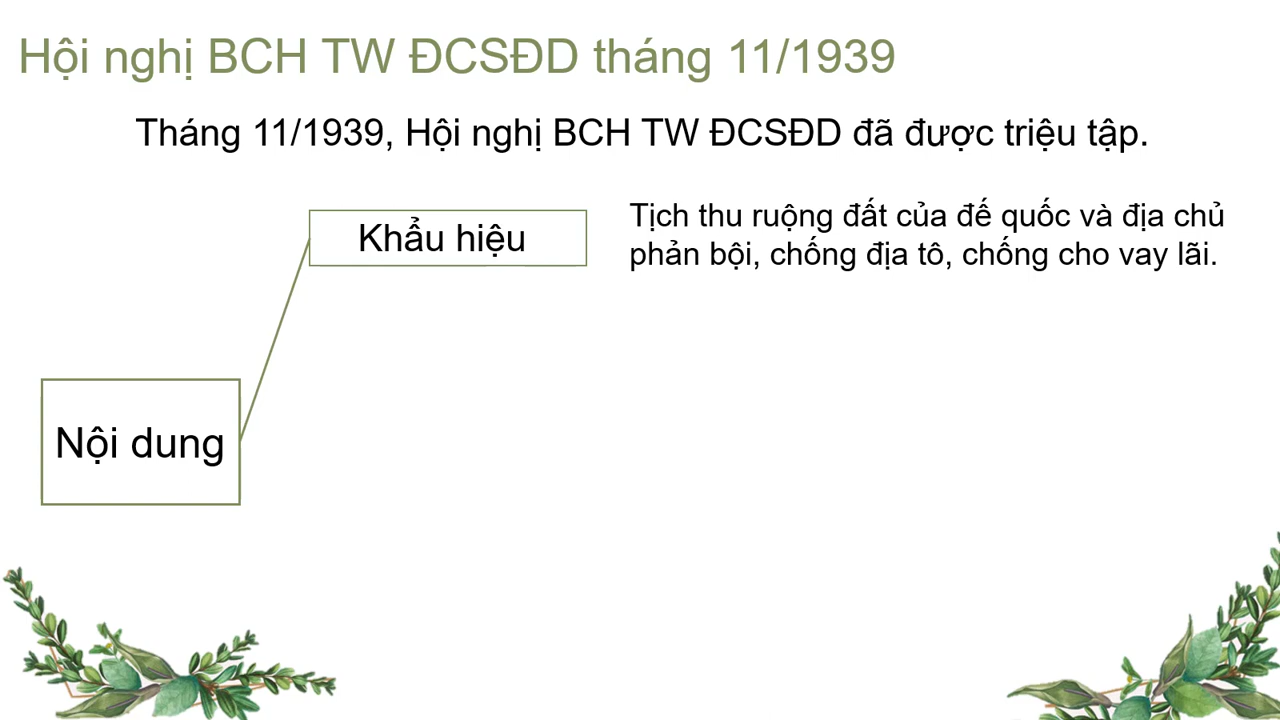 Hội nghị BCH TW ĐCSĐD tháng 11/1939
Tháng 11/1939, Hội nghị BCH TW ĐCSĐD đã được triệu tập.
Khẩu hiệu
Tịch thu ruộng đất của đế quốc và địa chủ
phản bội, chống địa tô, chống cho vay lãi.
Nội dung